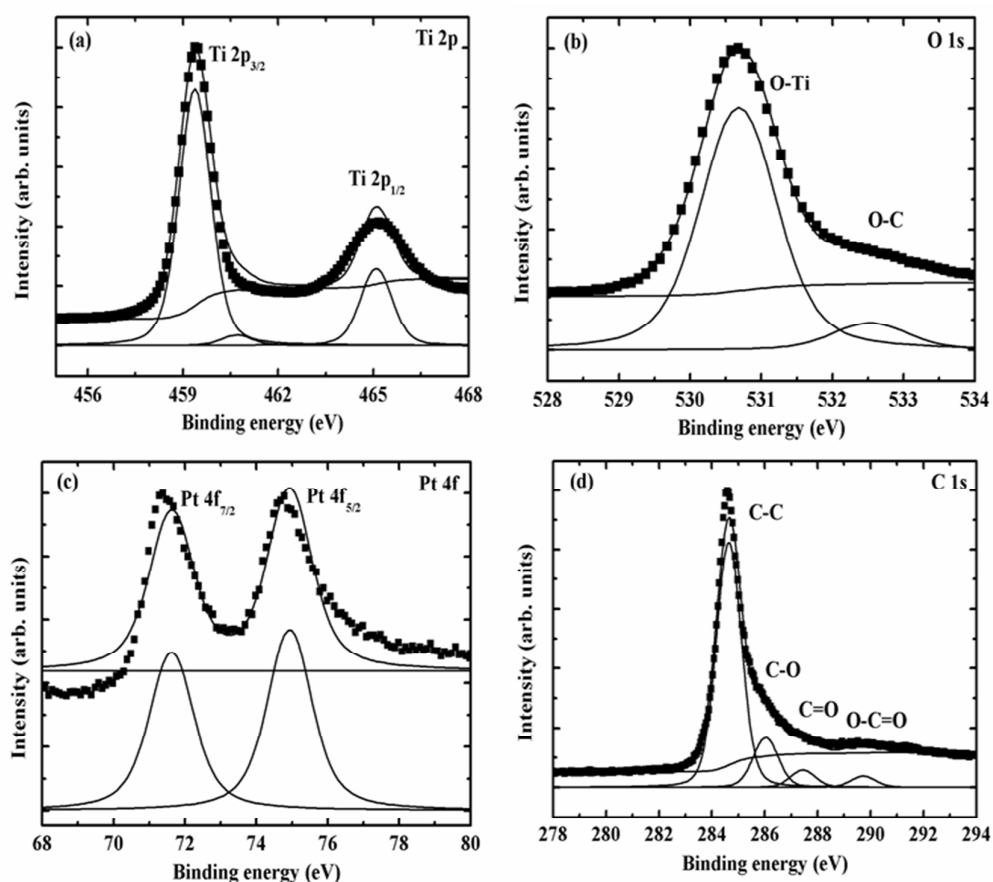 (a)
Ti 2p
Ti 2p3/2
Ti 2p1/2
Intensity (arb. units)
456 459 462 465 468
Binding energy (eV)
(b)
O 1s
O-Ti
O-C
Intensity (arb. units)
528 529 530 531 532 533 534
Binding energy (eV)
(c)
Pt 4f
Pt 4f7/2
Pt 4f5/2
Intensity (arb. units)
68 70 72 74 76 78 80
Binding energy (eV)
(d)
C 1s
C-C
C-O
C=O
O-C=O
Intensity (arb. units)
278 280 282 284 286 288 290 292 294
Binding energy (eV)